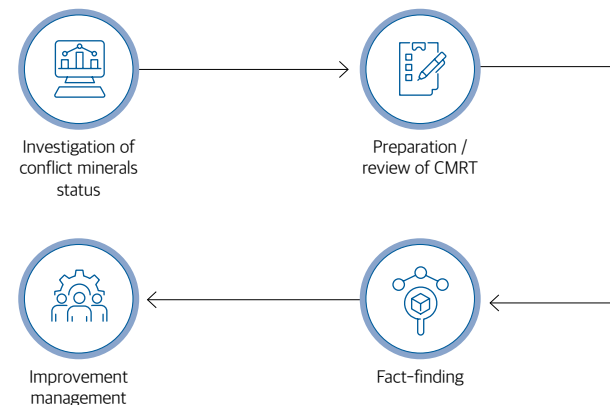 Investigation of
conflict minerals
status
Preparation /
review of CMRT
Improvement
management
Fact-finding